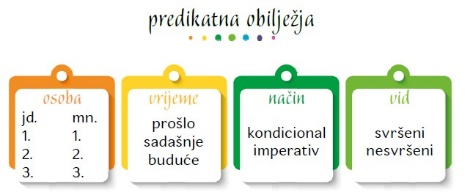 predikatna obilježja
osoba
jd. mn.
1. 1.
2. 2.
3. 3.
vrijeme
prošlo
sadašnje
buduće
način
kondicional
imperativ
vid
svršeni
nesvršeni